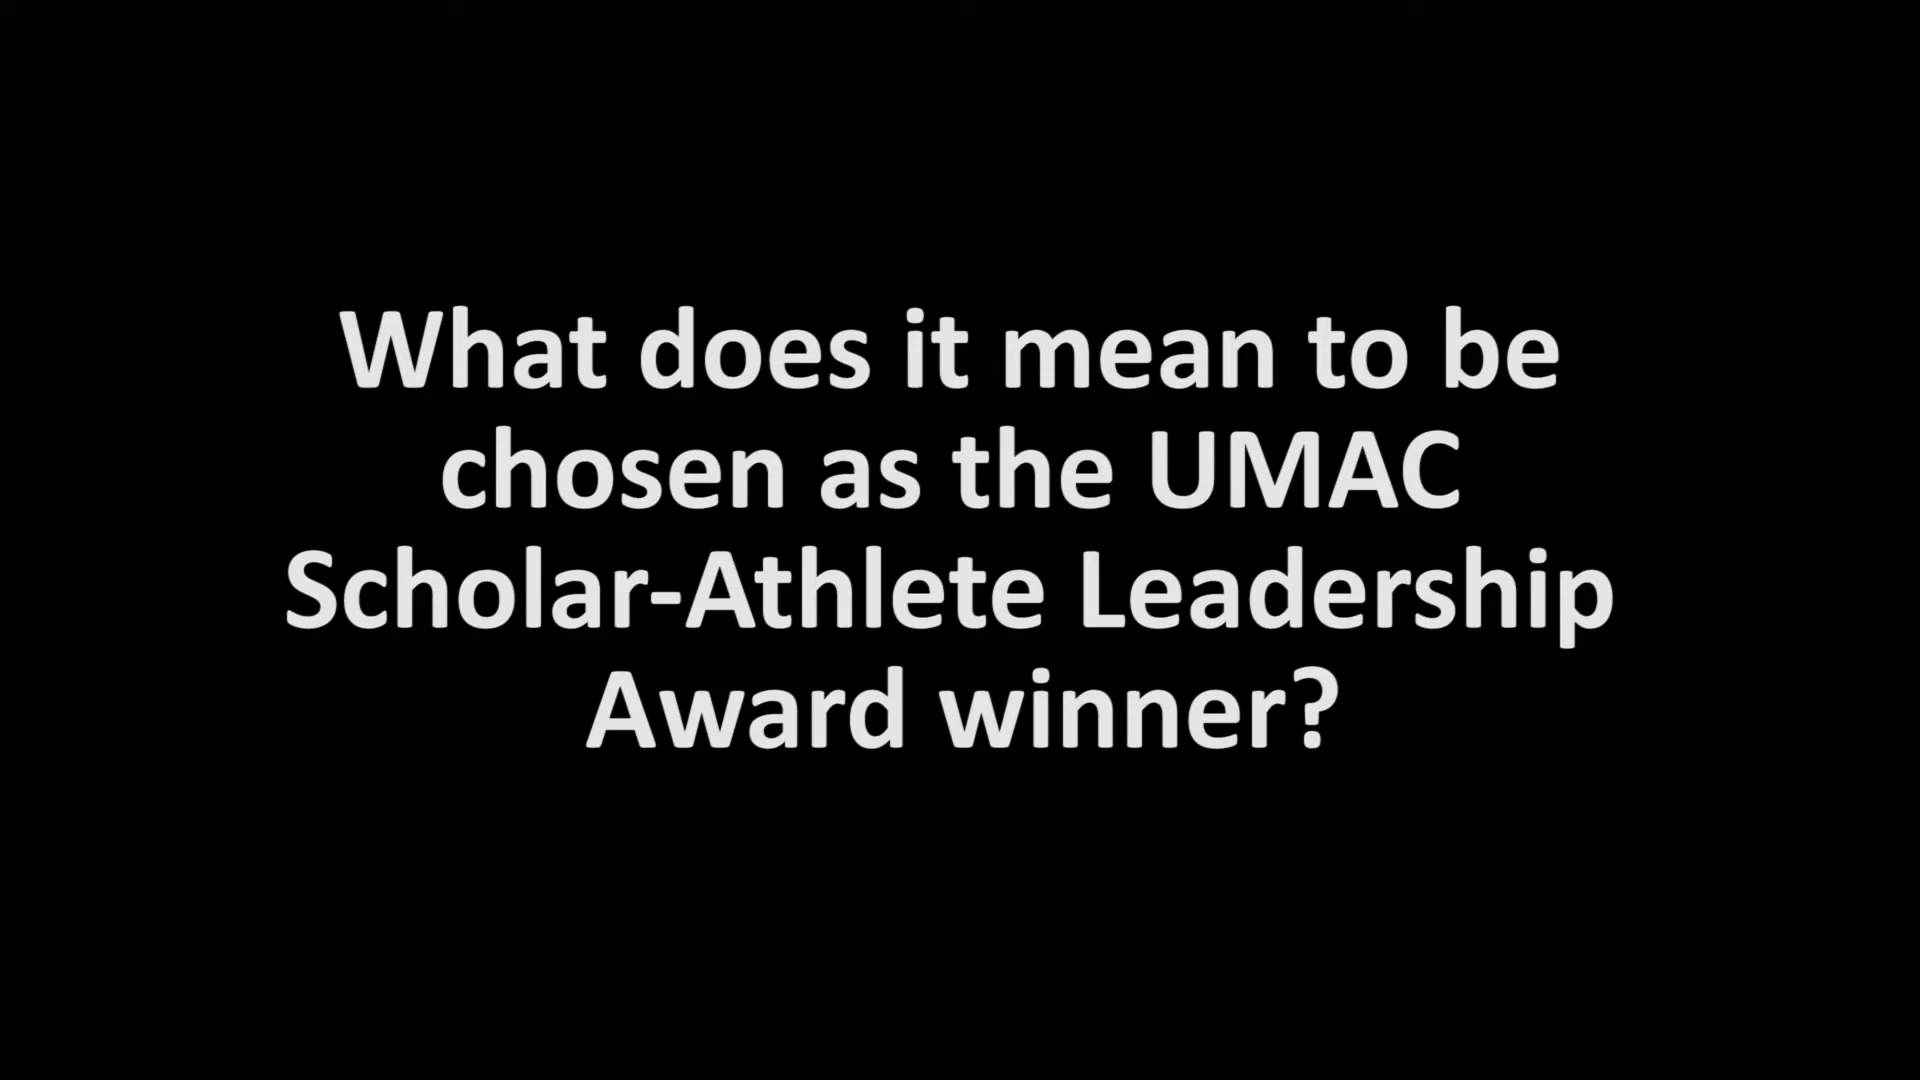 What does it mean to be
chosen as the UMAC
Scholar-Athlete Leadership
Award winner?